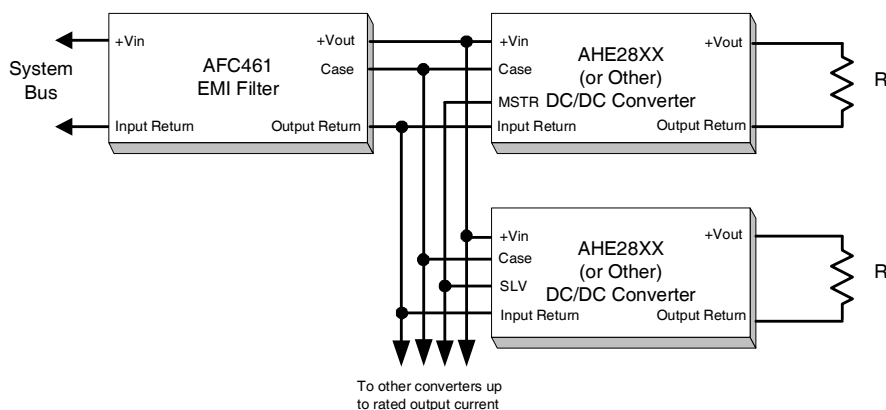 System
Bus
+Vin
Input Return
AFC461
EMI Filter
+Vout
Case
Output Return
+Vin
Case
MSTR
Input Return
AHE28XX
(or Other)
DC/DC Converter
+Vout
Output Return
R
+Vin
Case
SLV
Input Return
AHE28XX
(or Other)
DC/DC Converter
+Vout
Output Return
R
To other converters up
to rated output current